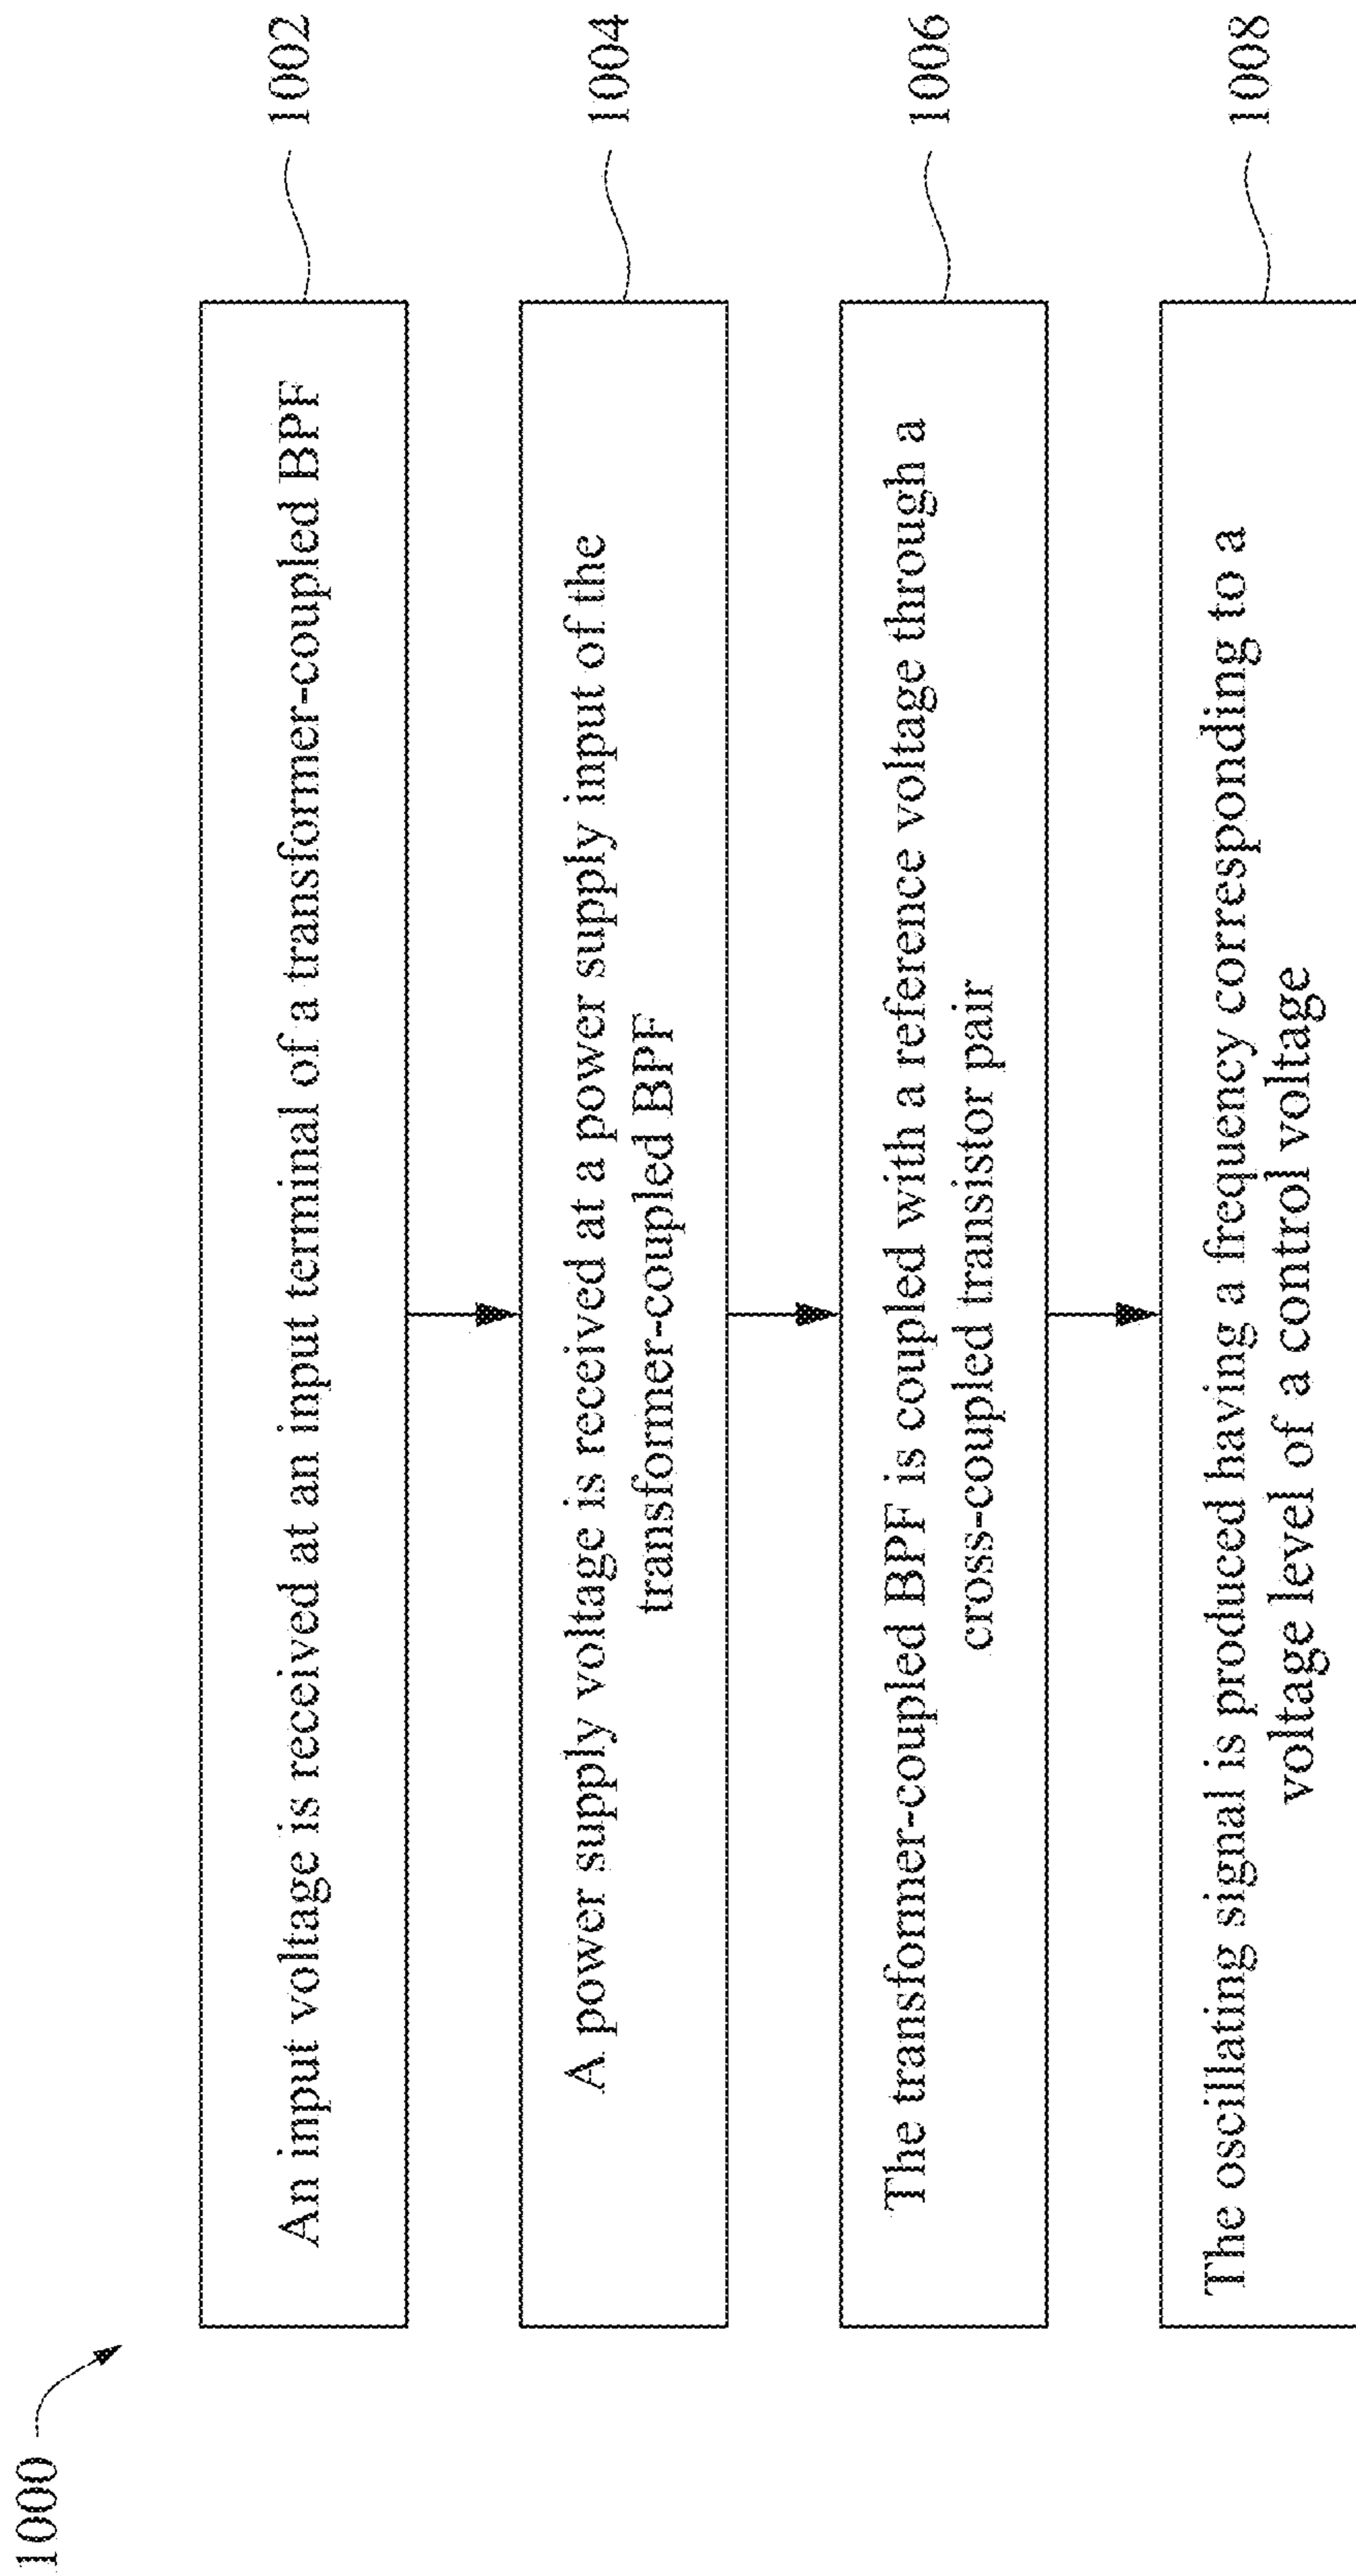 1000
An input voltage is received at an input terminal of a transformer-coupled BPF
1002
A power supply voltage is received at a power supply input of the
transformer-coupled BPF
1004
The transformer-coupled BPF is coupled with a reference voltage through a
cross-coupled transistor pair
1006
The oscillating signal is produced having a frequency corresponding to a
voltage level of a control voltage
1008